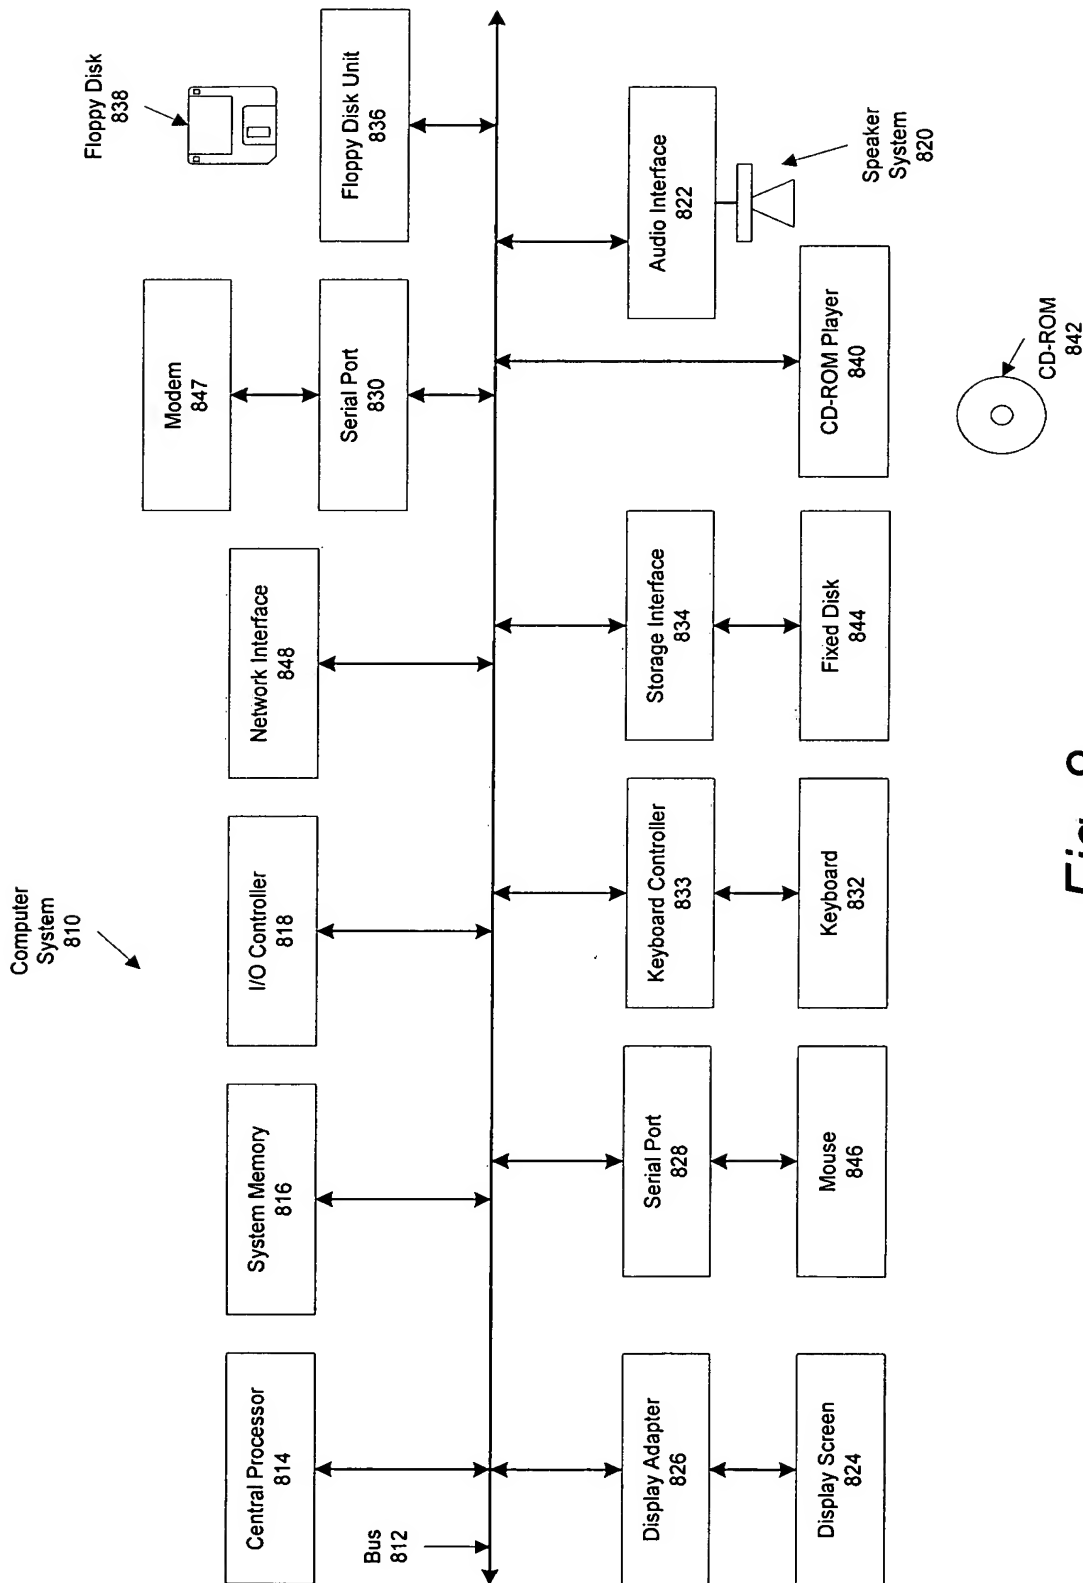 Computer
System
810
Floppy Disk
838
Modem
847
Central Processor
814
System Memory
816
I/O Controller
818
Network Interface
848
Serial Port
830
Floppy Disk Unit
836
Bus
812
Display Adapter
826
Serial Port
828
Keyboard Controller
833
Storage Interface
834
Audio Interface
822
Speaker
System
820
Display Screen
824
Mouse
846
Keyboard
832
Fixed Disk
844
CD-ROM Player
840
CD-ROM
842